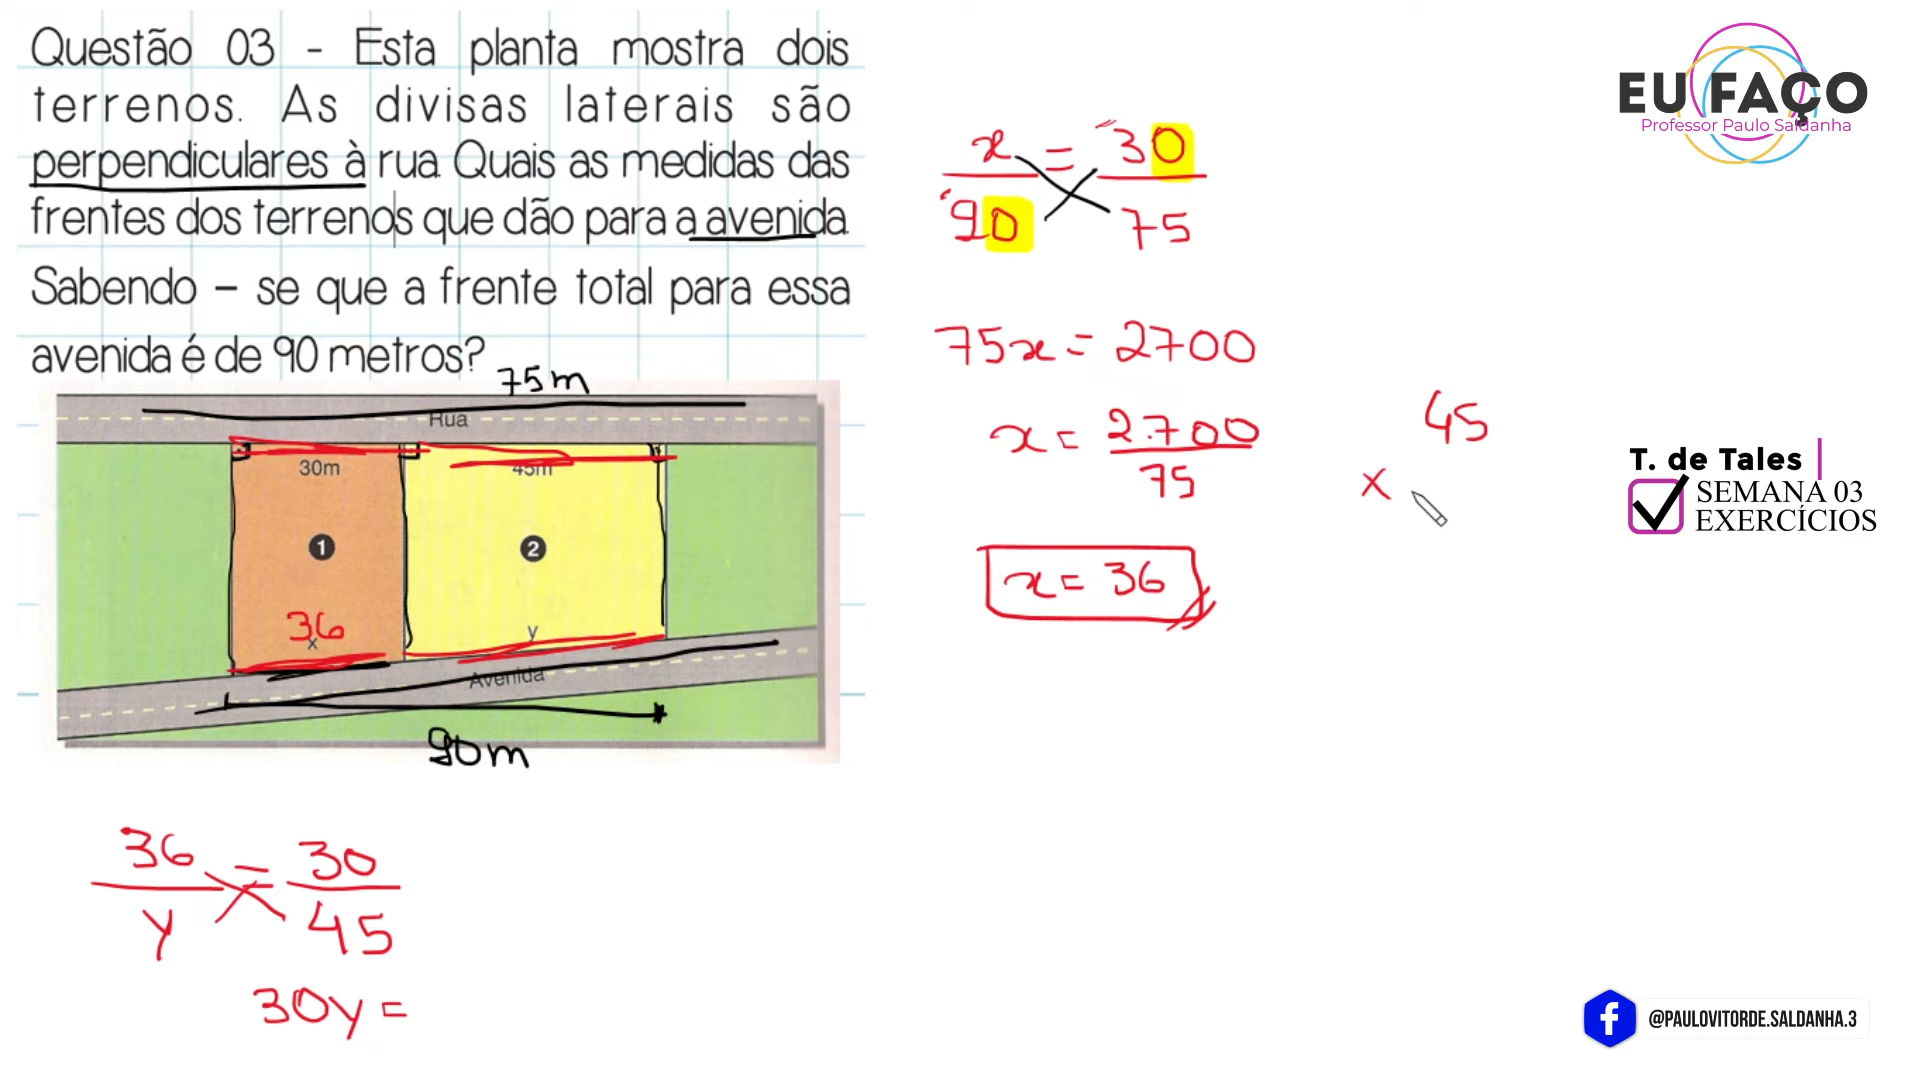 Questão 03 - Esta planta mostra dois
terrenos. As divisas laterais são
perpendiculares à rua. Quais as medidas das
frentes dos terrenos que dão para a avenida.
Sabendo – se que a frente total para essa
avenida é de 90 metros?
75m
Rua
30m
45m
1
2
36
x
y
Avenida
90m
36 = 30
y 45
30y =
x = 30
90 75
75x = 2700
x = 2.700
75
x = 36
45
x
EU FAÇO
Professor Paulo Saldanha
T. de Tales
SEMANA 03
EXERCÍCIOS
f
@PAULOVITORDE.SALDANHA.3